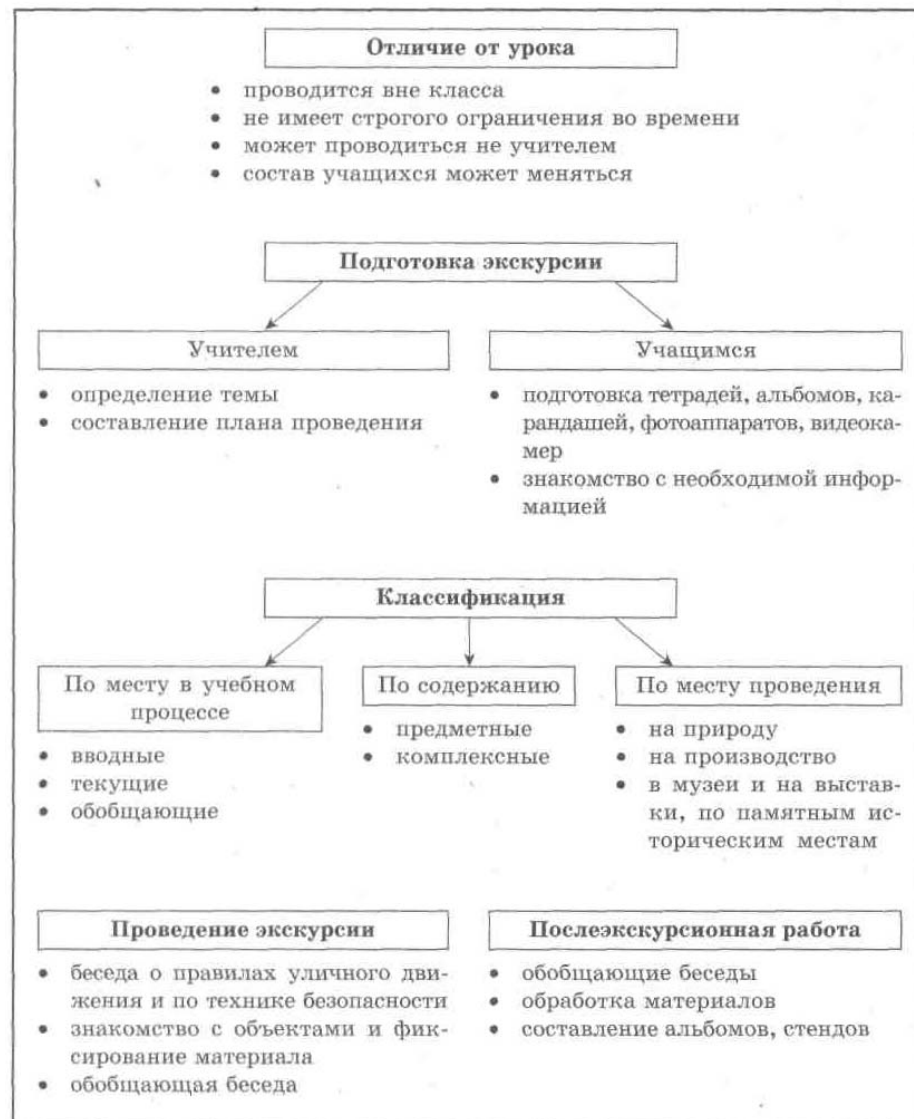 Отличие от урока
• проводится вне класса
• не имеет строгого ограничения во времени
• может проводиться не учителем
• состав учащихся может меняться
Подготовка экскурсии
Учителем
• определение темы
• составление плана проведения
Учащимся
• подготовка тетрадей, альбомов, ка-
рандашей, фотоаппаратов, видеока-
мер
• знакомство с необходимой инфор-
мацией
Классификация
По месту в учебном
процессе
• вводные
• текущие
• обобщающие
По содержанию
• предметные
• комплексные
По месту проведения
• на природу
• на производство
• в музеи и на выстав-
ки, по памятным ис-
торическим местам
Проведение экскурсии
• беседа о правилах уличного дви-
жения и по технике безопасности
• знакомство с объектами и фик-
сирование материала
• обобщающая беседа
Послеэкскурсионная работа
• обобщающие беседы
• обработка материалов
• составление альбомов, стендов